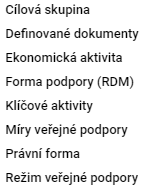 Cílová skupina
Definované dokumenty
Ekonomická aktivita
Forma podpory (RDM)
Klíčové aktivity
Míry veřejné podpory
Právní forma
Režim veřejné podpory